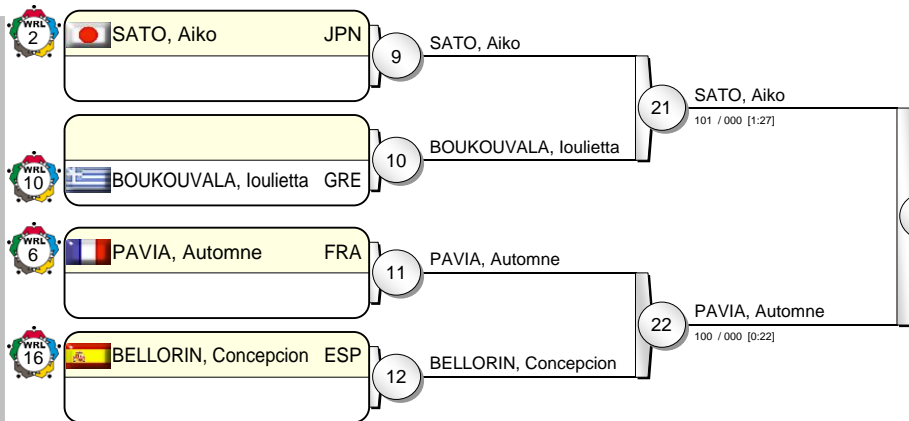 WRL
2
SATO, Aiko JPN
9
SATO, Aiko
21
SATO, Aiko
101 / 000 [1:27]
WRL
10
BOUKOUVALA, Ioulietta GRE
10
BOUKOUVALA, Ioulietta
WRL
6
PAVIA, Automne FRA
11
PAVIA, Automne
22
PAVIA, Automne
100 / 000 [0:22]
WRL
16
BELLORIN, Concepcion ESP
12
BELLORIN, Concepcion